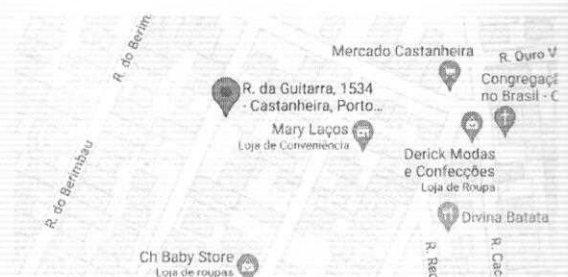 R. do Berim.
Mercado Castanheira
R. Ouro V
R. da Guitarra, 1534
- Castanheira, Porto...
Congregaçã
no Brasil - C
Mary Laços
Loja de Conveniência
Derick Modas
e Confecções
Loja de Roupa
R. do Berimbau
Divina Batata
Ch Baby Store
Loja de roupas
R. Rec
R. Cac